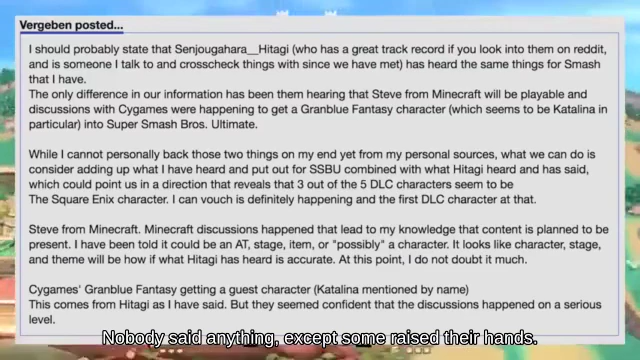 Vergeben posted...
I should probably state that Senjougahara__Hitagi (who has a great track record if you look into them on reddit,
and is someone I talk to and crosscheck things with since we have met) has heard the same things for Smash
that I have.
The only difference in our information has been them hearing that Steve from Minecraft will be playable and
discussions with Cygames were happening to get a Granblue Fantasy character (which seems to be Katalina in
particular) into Super Smash Bros. Ultimate.
While I cannot personally back those two things on my end yet from my personal sources, what we can do is
consider adding up what I have heard and put out for SSBU combined with what Hitagi heard and has said,
which could point us in a direction that reveals that 3 out of the 5 DLC characters seem to be
The Square Enix character. I can vouch is definitely happening and the first DLC character at that.
Steve from Minecraft. Minecraft discussions happened that lead to my knowledge that content is planned to be
present. I have been told it could be an AT, stage, item, or "possibly" a character. It looks like character, stage,
and theme will be how if what Hitagi has heard is accurate. At this point, I do not doubt it much.
Cygames' Granblue Fantasy getting a guest character (Katalina mentioned by name)
This comes from Hitagi as I have said. But they seemed confident that the discussions happened on a serious
level.
Nobody said anything, except some raised their hands.